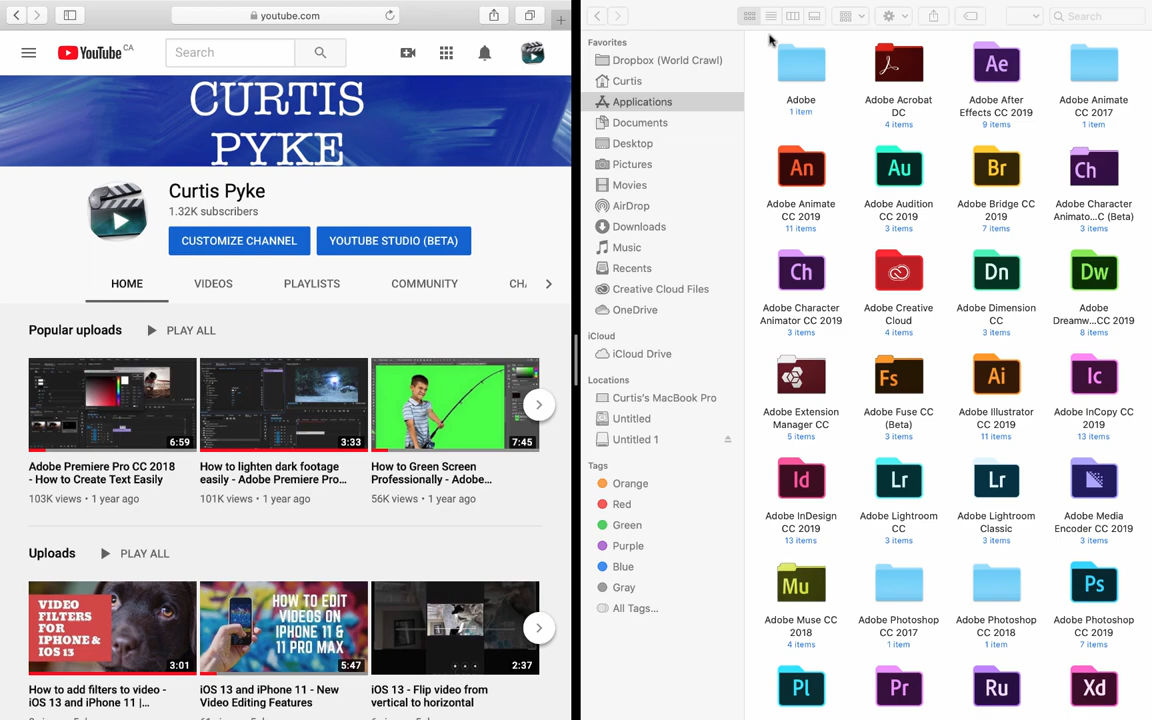 youtube.com
YouTube CA
Search
CURTIS
PYKE
Curtis Pyke
1.32K subscribers
CUSTOMIZE CHANNEL
YOUTUBE STUDIO (BETA)
HOME
VIDEOS
PLAYLISTS
COMMUNITY
Popular uploads
PLAY ALL
6:59
3:33
7:45
Adobe Premiere Pro CC 2018
- How to Create Text Easily
103K views • 1 year ago
How to lighten dark footage
easily - Adobe Premiere Pro...
101K views • 1 year ago
How to Green Screen
Professionally - Adobe...
56K views • 1 year ago
Uploads
PLAY ALL
VIDEO
FILTERS
FOR
IPHONE &
IOS 13
3:01
HOW TO EDIT
VIDEOS ON
IPHONE 11 &
11 PRO MAX
5:47
2:37
How to add filters to video -
iOS 13 and iPhone 11 |...
iOS 13 and iPhone 11 - New
Video Editing Features
iOS 13 - Flip video from
vertical to horizontal
Search
Favorites
Dropbox (World Crawl)
Curtis
Applications
Documents
Desktop
Pictures
Movies
AirDrop
Downloads
Music
Recents
Creative Cloud Files
OneDrive
iCloud
iCloud Drive
Locations
Curtis's MacBook Pro
Untitled
Untitled 1
Tags
Orange
Red
Green
Purple
Blue
Gray
All Tags...
Adobe
1 item
Adobe Acrobat
DC
4 items
Ae
Adobe After
Effects CC 2019
9 items
Adobe Animate
CC 2017
1 item
An
Adobe Animate
CC 2019
11 items
Au
Adobe Audition
CC 2019
3 items
Br
Adobe Bridge CC
2019
7 items
Ch
Adobe Character
Animato...C (Beta)
3 items
Ch
Adobe Character
Animator CC 2019
3 items
Adobe Creative
Cloud
4 items
Dn
Adobe Dimension
CC
3 items
Dw
Adobe
Dreamw...CC 2019
8 items
Adobe Extension
Manager CC
5 items
Fs
Adobe Fuse CC
(Beta)
3 items
Ai
Adobe Illustrator
CC 2019
11 items
Ic
Adobe InCopy CC
2019
13 items
Id
Adobe InDesign
CC 2019
13 items
Lr
Adobe Lightroom
CC
3 items
Lr
Adobe Lightroom
Classic
3 items
Adobe Media
Encoder CC 2019
3 items
Mu
Adobe Muse CC
2018
4 items
Adobe Photoshop
CC 2017
1 item
Adobe Photoshop
CC 2018
1 item
Ps
Adobe Photoshop
CC 2019
7 items
Pl
Pr
Ru
Xd